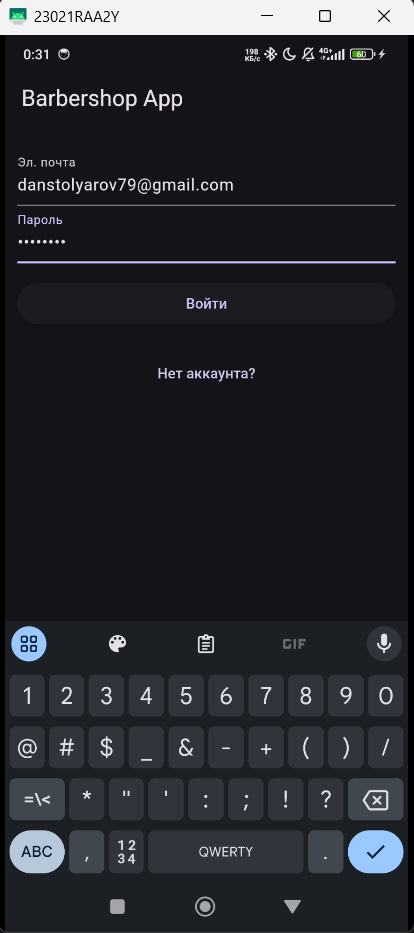 23021RAA2Y
0:31
198
КБ/с
4G+
60
Barbershop App
Эл. почта
danstolyarov79@gmail.com
Пароль
••••••••
Войти
Нет аккаунта?
GIF
1 2 3 4 5 6 7 8 9 0
@ # $ _ & - + ( ) /
=\< * " ' : ; ! ?
ABC , 12 34 QWERTY .